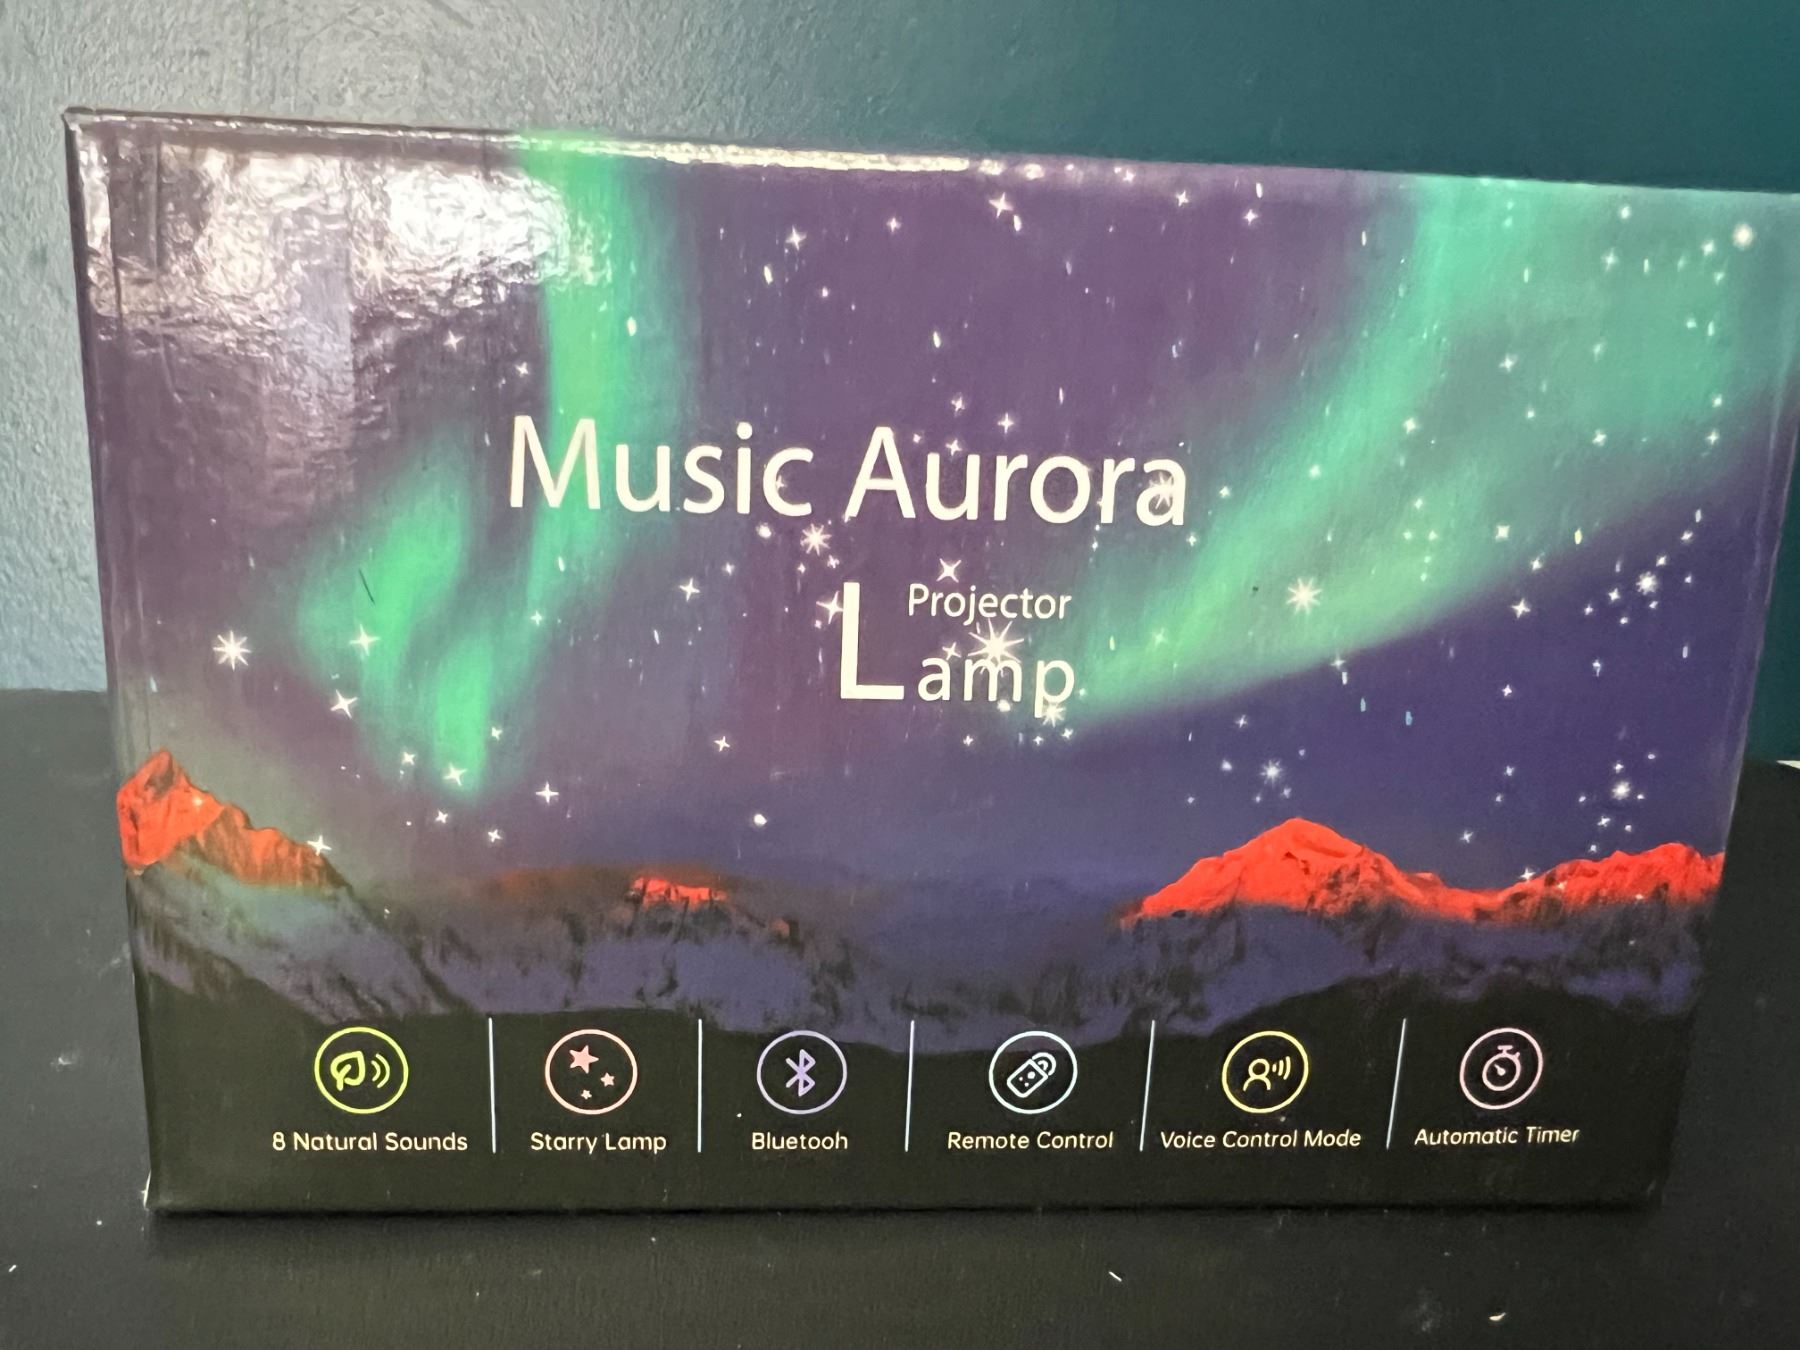 Music Aurora
Projector
Lamp
8 Natural Sounds
Starry Lamp
Bluetooh
Remote Control
Voice Control Mode
Automatic Timer